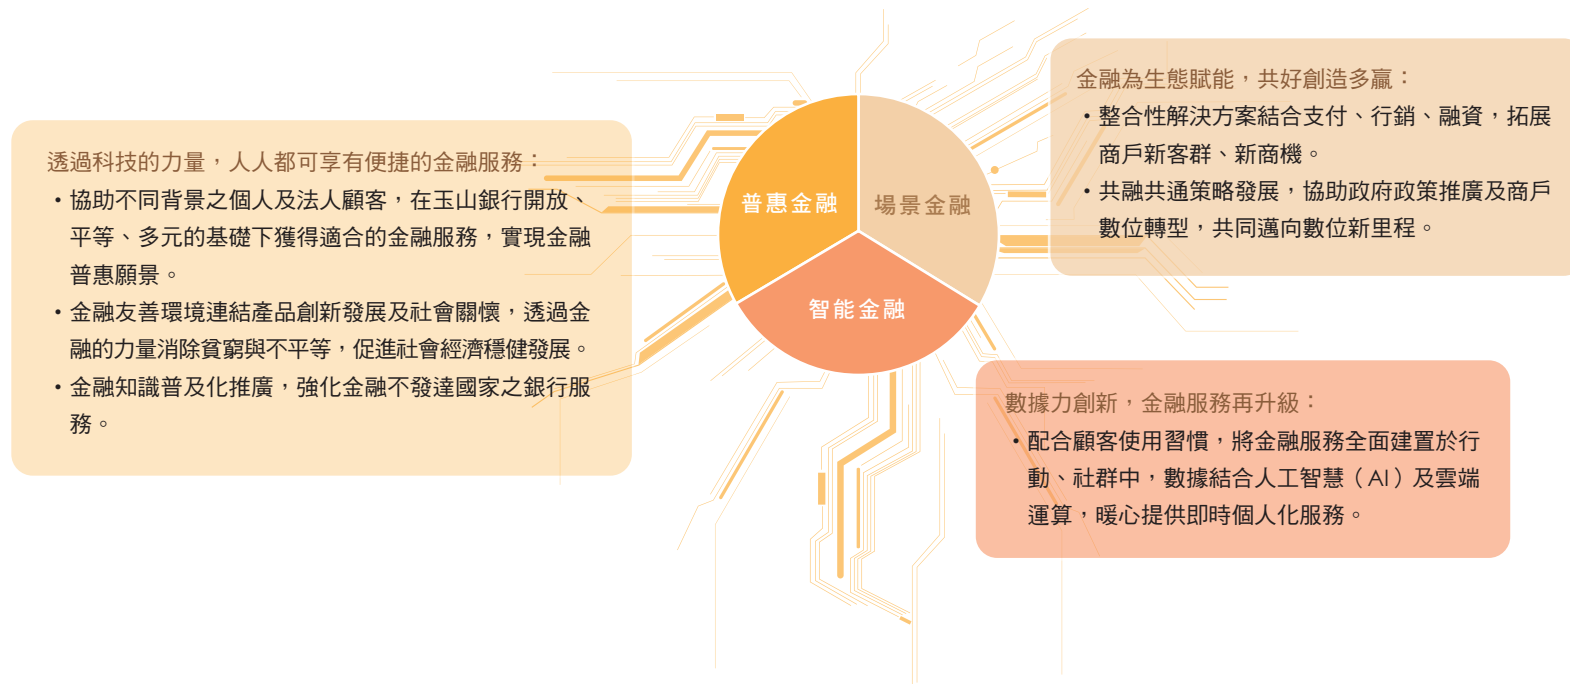 透過科技的力量，人人都可享有便捷的金融服務：
・協助不同背景之個人及法人顧客，在玉山銀行開放、
平等、多元的基礎下獲得適合的金融服務，實現金融
普惠願景。
・金融友善環境連結產品創新發展及社會關懷，透過金
融的力量消除貧窮與不平等，促進社會經濟穩健發展。
・金融知識普及化推廣，強化金融不發達國家之銀行服
務。
普惠金融
場景金融
智能金融
金融為生態賦能，共好創造多贏：
・整合性解決方案結合支付、行銷、融資，拓展
商戶新客群、新商機。
・共融共通策略發展，協助政府政策推廣及商戶
數位轉型，共同邁向數位新里程。
數據力創新，金融服務再升級：
・配合顧客使用習慣，將金融服務全面建置於行
動、社群中，數據結合人工智慧（AI）及雲端
運算，暖心提供即時個人化服務。